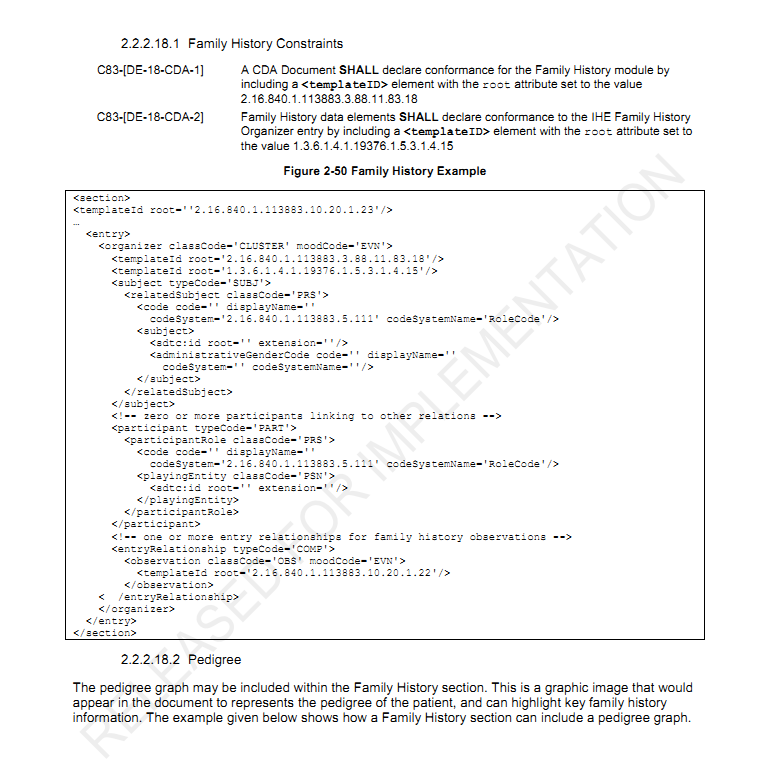 2.2.2.18.1 Family History Constraints
C83-[DE-18-CDA-1] A CDA Document SHALL declare conformance for the Family History module by
including a <templateID> element with the root attribute set to the value
2.16.840.1.113883.3.88.11.83.18
C83-[DE-18-CDA-2] Family History data elements SHALL declare conformance to the IHE Family History
Organizer entry by including a <templateID> element with the root attribute set to
the value 1.3.6.1.4.1.19376.1.5.3.1.4.15
Figure 2-50 Family History Example
<section>
<templateId root=''2.16.840.1.113883.10.20.1.23'/>
…
<entry>
<organizer classCode='CLUSTER' moodCode='EVN'>
<templateId root='2.16.840.1.113883.3.88.11.83.18'/>
<templateId root='1.3.6.1.4.1.19376.1.5.3.1.4.15'/>
<subject typeCode='SUBJ'>
<relatedSubject classCode='PRS'>
<code code='' displayName=''
codeSystem='2.16.840.1.113883.5.111' codeSystemName='RoleCode'/>
<subject>
<sdtc:id root='' extension=''/>
<administrativeGenderCode code='' displayName=''
codeSystem='' codeSystemName=''/>
</subject>
</relatedSubject>
</subject>
<!-- zero or more participants linking to other relations -->
<participant typeCode='PART'>
<participantRole classCode='PRS'>
<code code='' displayName=''
codeSystem='2.16.840.1.113883.5.111' codeSystemName='RoleCode'/>
<playingEntity classCode='PSN'>
<sdtc:id root='' extension=''/>
</playingEntity>
</participantRole>
</participant>
<!-- one or more entry relationships for family history observations -->
<entryRelationship typeCode='COMP'>
<observation classCode='OBS' moodCode='EVN'>
<templateId root='2.16.840.1.113883.10.20.1.22'/>
</observation>
< /entryRelationship>
</organizer>
</entry>
</section>
2.2.2.18.2 Pedigree
The pedigree graph may be included within the Family History section. This is a graphic image that would
appear in the document to represents the pedigree of the patient, and can highlight key family history
information. The example given below shows how a Family History section can include a pedigree graph.
RELEASED FOR IMPLEMENTATION